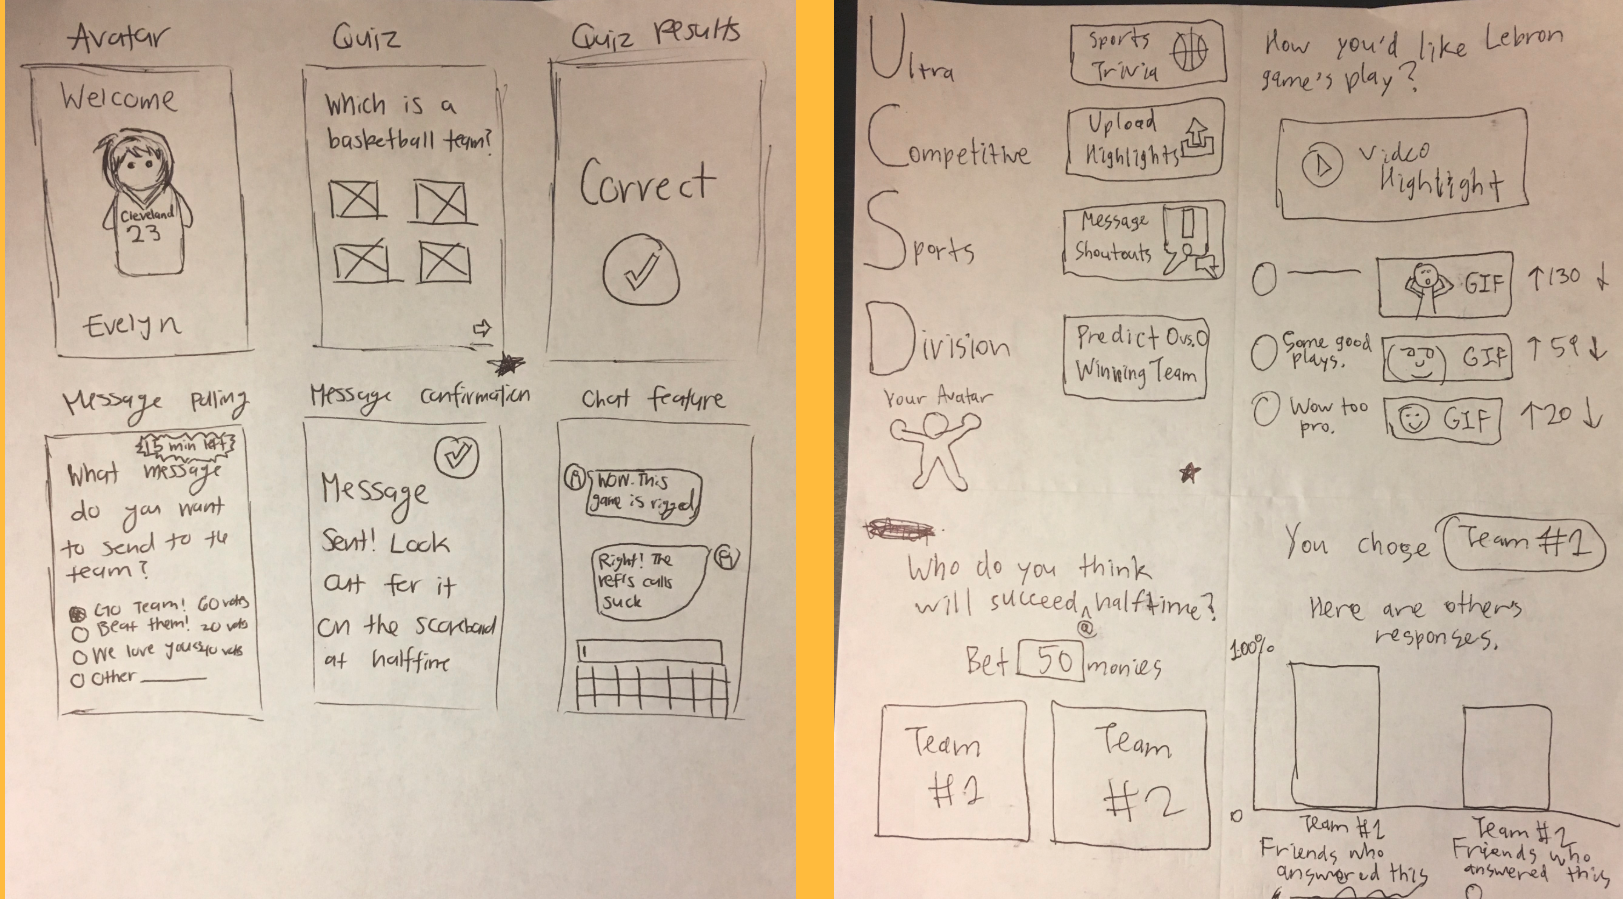 Avatar
Welcome
Cleveland
23
Evelyn
Quiz
Which is a
basketball team?
Quiz results
Correct
Message polling
15 min left
What message
do you want
to send to the
team?
Go Team! 60 votes
Beat them! 20 votes
We love you 540 vots
Other
Message confirmation
Message
Sent! Look
out for it
on the scoreboard
at halftime
Chat feature
WOW. This
game is rigged
Right! The
refs calls
suck
Ultra
Competitive
Sports
Division
Your Avatar
Sports
Trivia
Upload
Highlights
Message
Shoutouts
Predict O vs. O
Winning Team
How you'd like Lebron
game's play?
Video
Highlight
GIF ↑130 ↓
Some good
plays.
GIF ↑59 ↓
Wow too
pro.
GIF ↑20 ↓
Who do you think
will succeed @ halftime?
Bet 50 monies
Team
#1
Team
#2
You chose Team #1
Here are others
responses.
100%
0
Team #1
Friends who
answered this
Team #2
Friends who
answered this